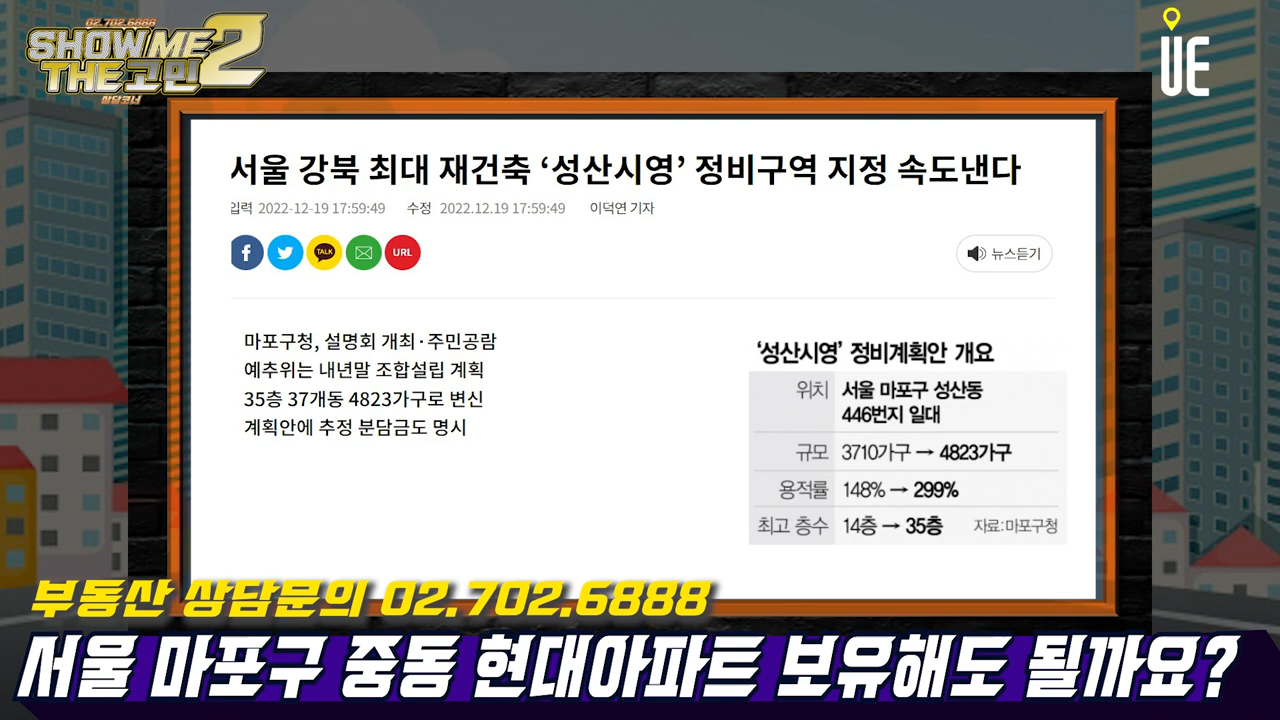 02.702.6888
SHOW ME
THE 고민 2
상담코너
UE
서울 강북 최대 재건축 ‘성산시영’ 정비구역 지정 속도낸다
입력 2022-12-19 17:59:49 수정 2022.12.19 17:59:49 이덕연 기자
f TALK URL
뉴스듣기
마포구청, 설명회 개최·주민공람
예추위는 내년말 조합설립 계획
35층 37개동 4823가구로 변신
계획안에 추정 분담금도 명시
‘성산시영’ 정비계획안 개요
위치 서울 마포구 성산동
446번지 일대
규모 3710가구 → 4823가구
용적률 148% → 299%
최고 층수 14층 → 35층 자료:마포구청
부동산 상담문의 02.702.6888
서울 마포구 중동 현대아파트 보유해도 될까요?